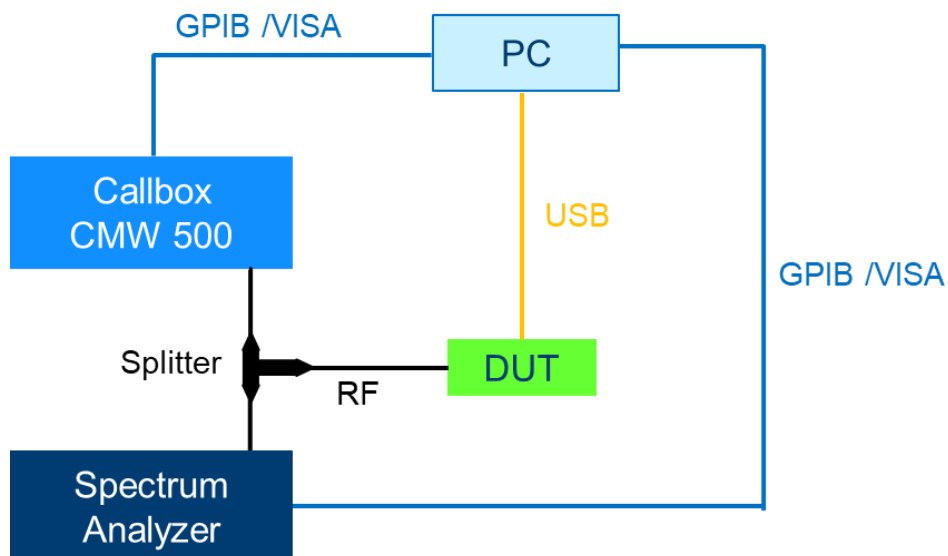 GPIB /VISA
PC
Callbox
CMW 500
USB
GPIB /VISA
Splitter
RF
DUT
Spectrum
Analyzer